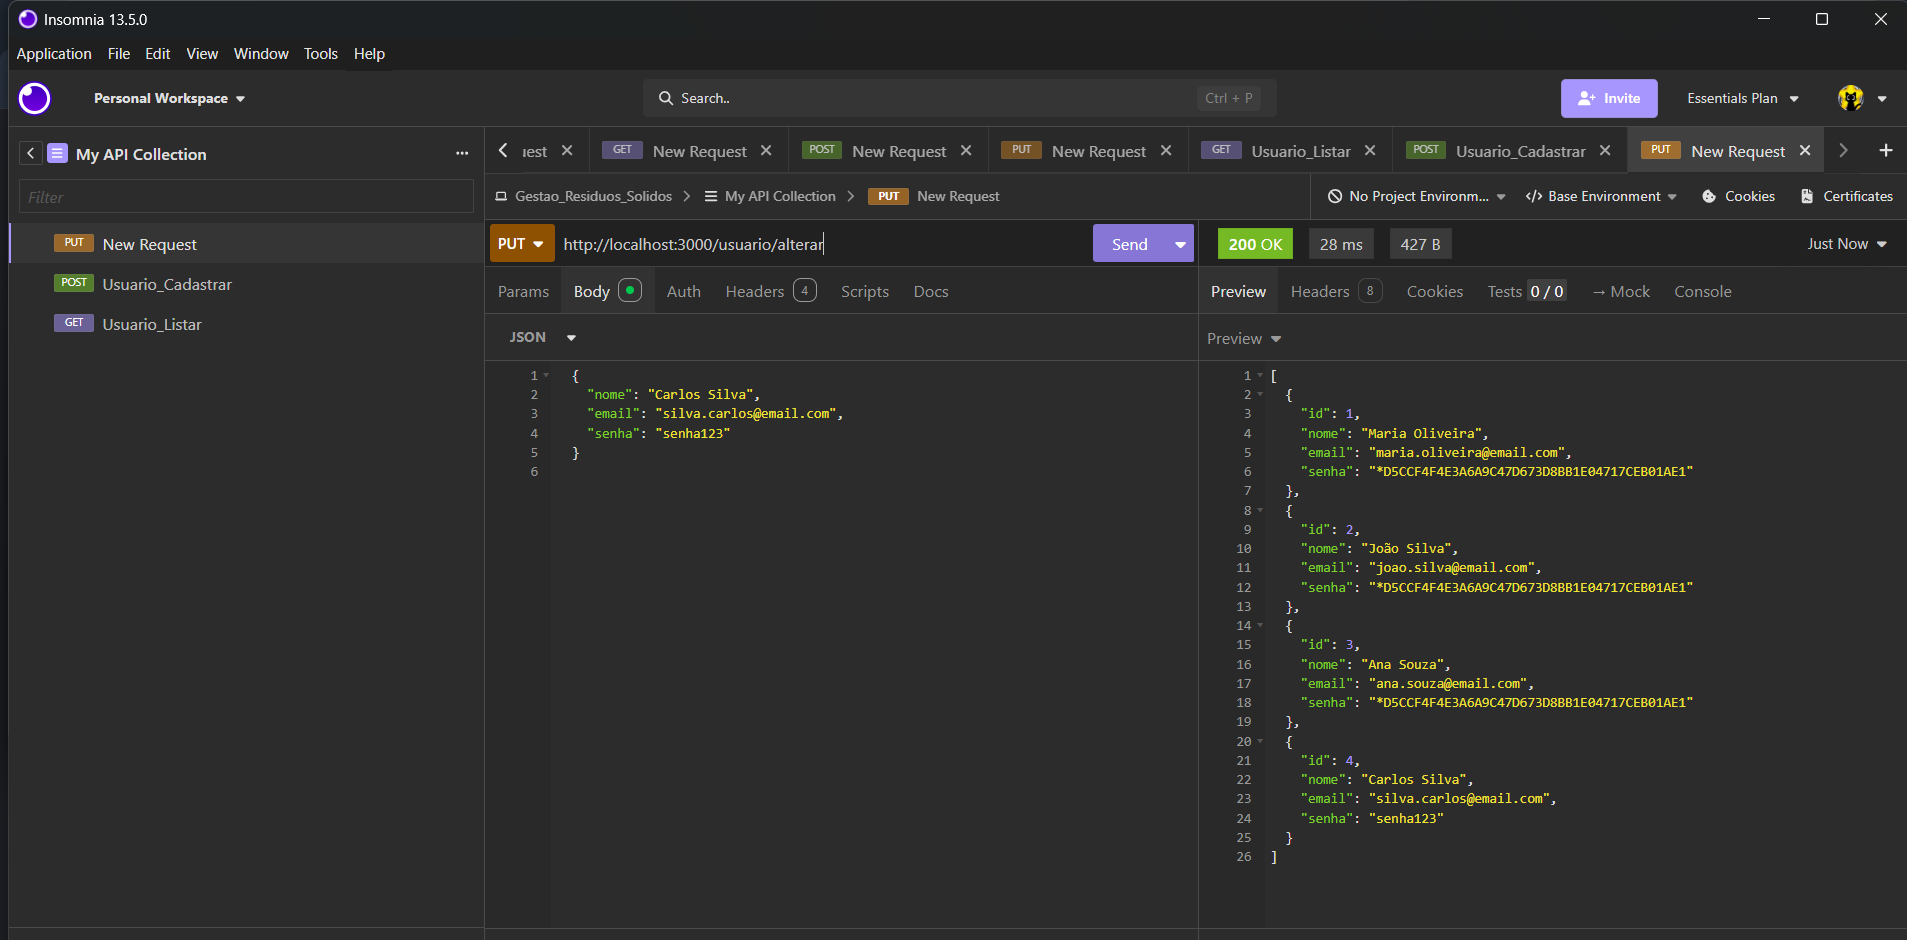 Insomnia 13.5.0
Application File Edit View Window Tools Help
Personal Workspace Search.. Ctrl + P Invite Essentials Plan
My API Collection ···
Filter
PUT New Request
POST Usuario_Cadastrar
GET Usuario_Listar
est GET New Request POST New Request PUT New Request GET Usuario_Listar POST Usuario_Cadastrar PUT New Request
Gestao_Residuos_Solidos My API Collection PUT New Request
No Project Environm... </> Base Environment Cookies Certificates
PUT http://localhost:3000/usuario/alterar Send
200 OK 28 ms 427 B Just Now
Params Body Auth Headers 4 Scripts Docs
JSON
1 {
2 "nome": "Carlos Silva",
3 "email": "silva.carlos@email.com",
4 "senha": "senha123"
5 }
6
Preview Headers 8 Cookies Tests 0 / 0 → Mock Console
Preview
1 [
2 {
3 "id": 1,
4 "nome": "Maria Oliveira",
5 "email": "maria.oliveira@email.com",
6 "senha": "*D5CCF4F4E3A6A9C47D673D8BB1E04717CEB01AE1"
7 },
8 {
9 "id": 2,
10 "nome": "João Silva",
11 "email": "joao.silva@email.com",
12 "senha": "*D5CCF4F4E3A6A9C47D673D8BB1E04717CEB01AE1"
13 },
14 {
15 "id": 3,
16 "nome": "Ana Souza",
17 "email": "ana.souza@email.com",
18 "senha": "*D5CCF4F4E3A6A9C47D673D8BB1E04717CEB01AE1"
19 },
20 {
21 "id": 4,
22 "nome": "Carlos Silva",
23 "email": "silva.carlos@email.com",
24 "senha": "senha123"
25 }
26 ]